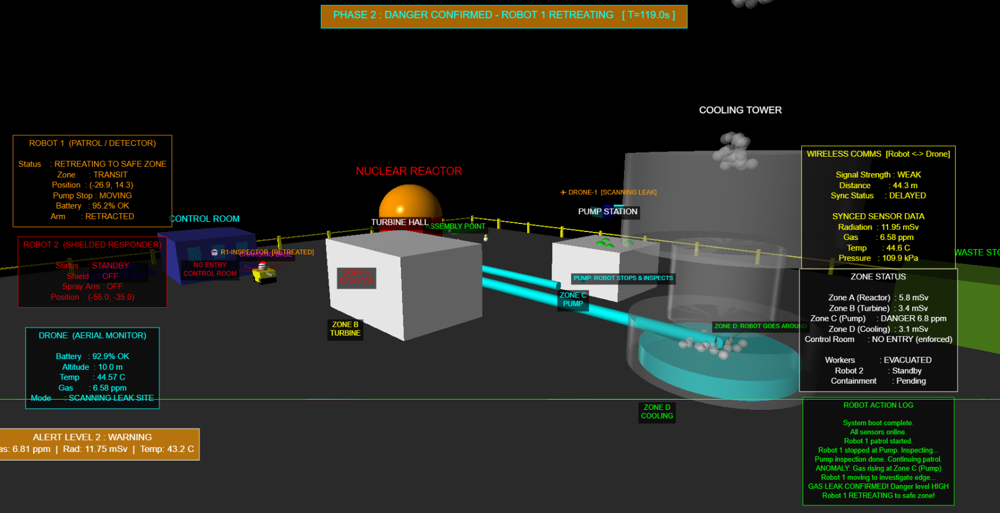 PHASE 2 : DANGER CONFIRMED - ROBOT 1 RETREATING [ T=119.0s ]
COOLING TOWER
ROBOT 1 (PATROL / DETECTOR)
Status : RETREATING TO SAFE ZONE
Zone : TRANSIT
Position : (-26.9, 14.3)
Pump Stop : MOVING
Battery : 95.2% OK
Arm : RETRACTED
CONTROL ROOM
ROBOT 2 (SHIELDED RESPONDER)
Status : STANDBY
Shield : OFF
Spray Arm : OFF
Position : (-55.0, -35.0)
R1-INSPECTOR [RETREATED]
CHARGING BASE
NO ENTRY
CONTROL ROOM
DRONE (AERIAL MONITOR)
Battery : 92.9% OK
Altitude : 10.0 m
Temp : 44.57 C
Gas : 6.58 ppm
Mode : SCANNING LEAK SITE
ALERT LEVEL 2 : WARNING
as: 6.81 ppm | Rad: 11.75 mSv | Temp: 43.2 C
NUCLEAR REACTOR
TURBINE HALL
ASSEMBLY POINT
ZONE A
REACTOR
ZONE B
TURBINE
DRONE-1 [SCANNING LEAK]
PUMP STATION
PUMP: ROBOT STOPS & INSPECTS
ZONE C
PUMP
ZONE D: ROBOT GOES AROUND
ZONE D
COOLING
WIRELESS COMMS [Robot <-> Drone]
Signal Strength : WEAK
Distance : 44.3 m
Sync Status : DELAYED
SYNCED SENSOR DATA
Radiation : 11.95 mSv
Gas : 6.58 ppm
Temp : 44.6 C
Pressure : 109.9 kPa
WASTE STO
ZONE STATUS
Zone A (Reactor) : 5.8 mSv
Zone B (Turbine) : 3.4 mSv
Zone C (Pump) : DANGER 6.8 ppm
Zone D (Cooling) : 3.1 mSv
Control Room : NO ENTRY (enforced)
Workers : EVACUATED
Robot 2 : Standby
Containment : Pending
ROBOT ACTION LOG
System boot complete.
All sensors online.
Robot 1 patrol started.
Robot 1 stopped at Pump. Inspecting...
Pump inspection done. Continuing patrol.
ANOMALY: Gas rising at Zone C (Pump)
Robot 1 moving to investigate edge...
GAS LEAK CONFIRMED! Danger level HIGH
Robot 1 RETREATING to safe zone!